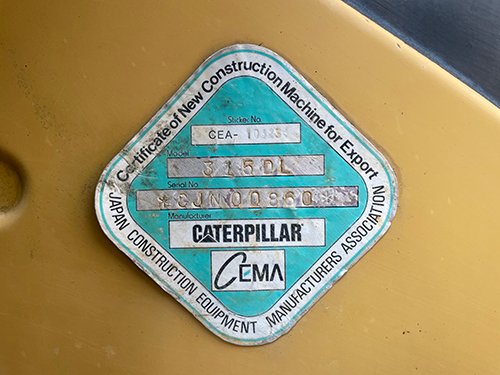 Certificate of New Construction Machine for Export
Sticker No.
CEA-
Model
315DL
Serial No.
Manufacturer
CATERPILLAR
CEMA
JAPAN CONSTRUCTION EQUIPMENT MANUFACTURERS ASSOCIATION